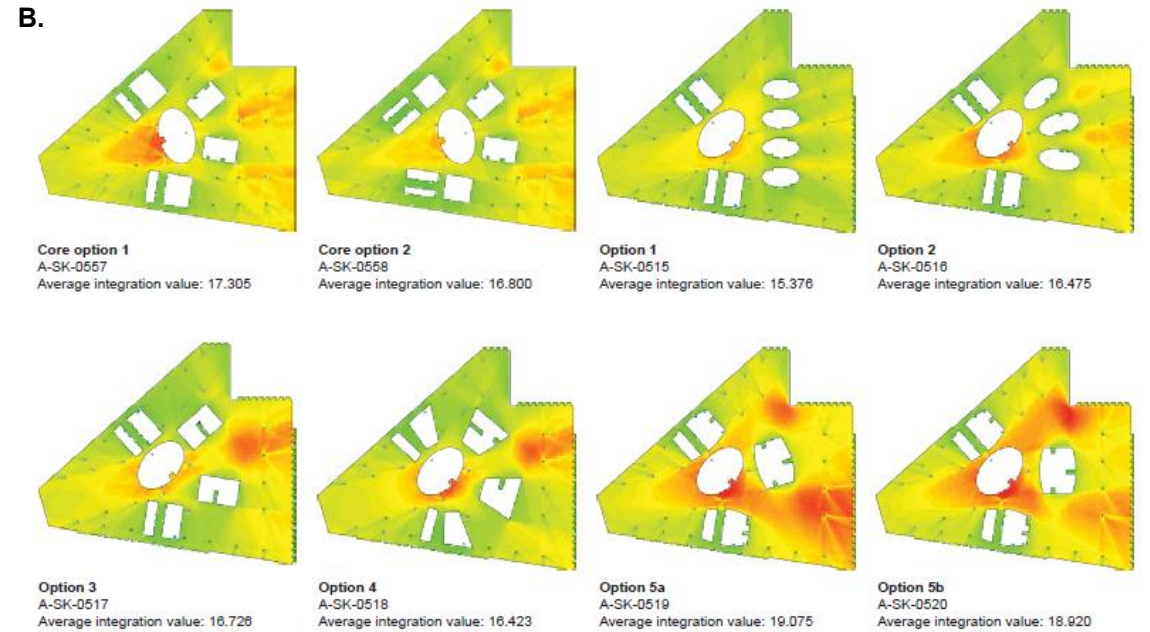 B.
Core option 1
A-SK-0557
Average integration value: 17.305
Core option 2
A-SK-0558
Average integration value: 16.800
Option 1
A-SK-0515
Average integration value: 15.376
Option 2
A-SK-0516
Average integration value: 16.475
Option 3
A-SK-0517
Average integration value: 16.726
Option 4
A-SK-0518
Average integration value: 16.423
Option 5a
A-SK-0519
Average integration value: 19.075
Option 5b
A-SK-0520
Average integration value: 18.920